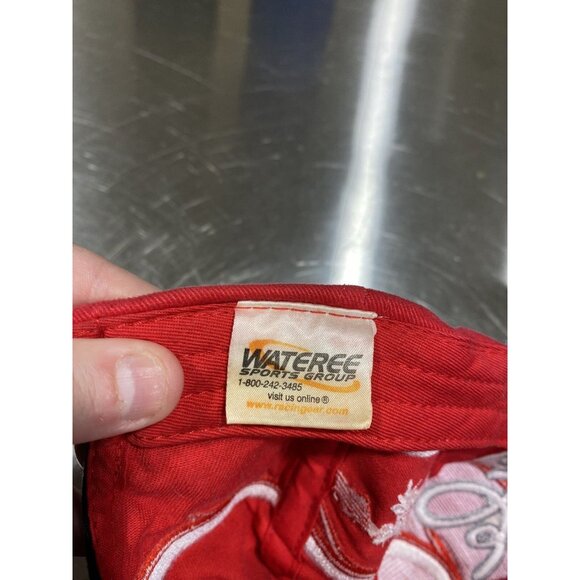 WATEREE
SPORTS GROUP
1-800-242-3485
visit us online ®
www.racingear.com